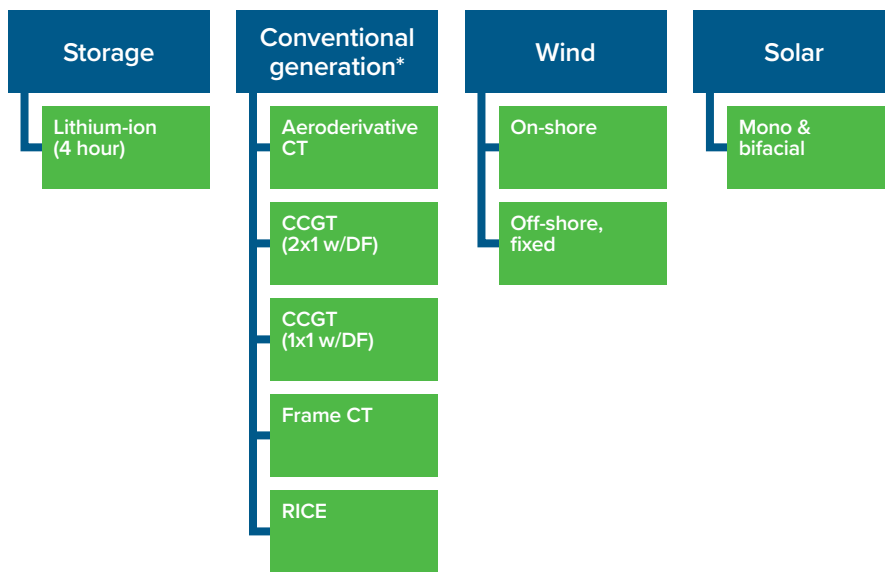 Storage
Lithium-ion
(4 hour)
Conventional
generation*
Aeroderivative
CT
CCGT
(2x1 w/DF)
CCGT
(1x1 w/DF)
Frame CT
RICE
Wind
On-shore
Off-shore,
fixed
Solar
Mono &
bifacial